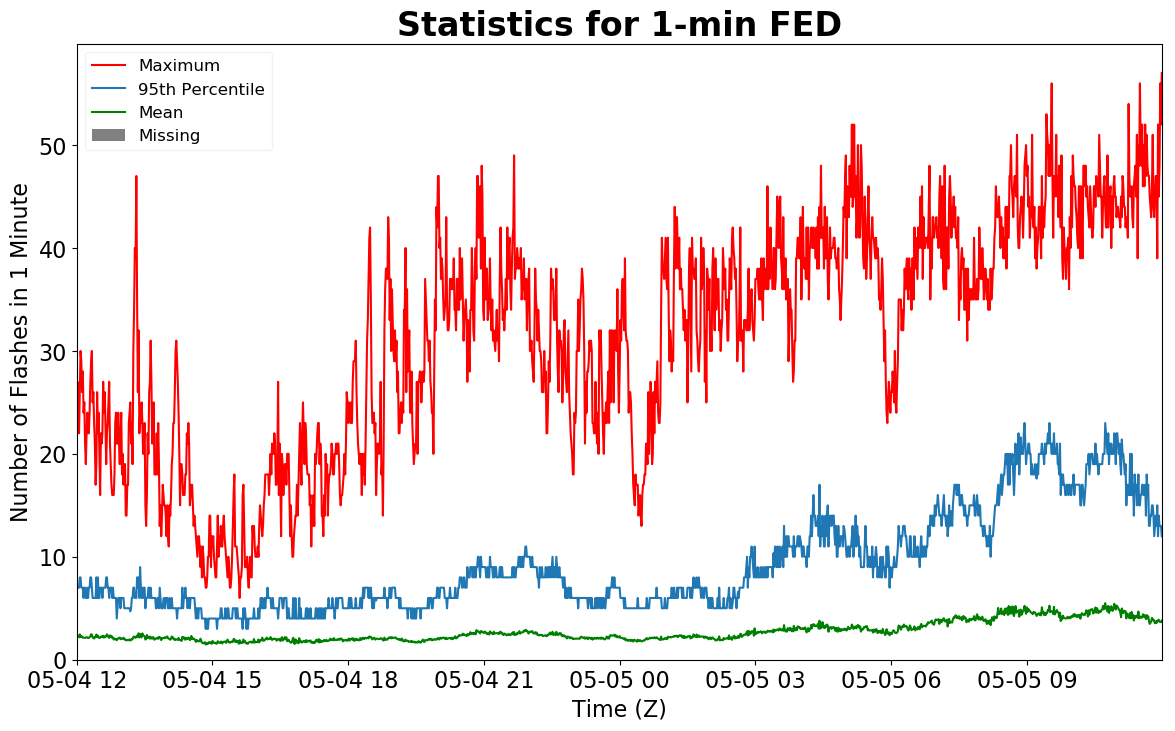 Statistics for 1-min FED
Maximum
95th Percentile
Mean
Missing
Number of Flashes in 1 Minute
50
40
30
20
10
0
05-04 12 05-04 15 05-04 18 05-04 21 05-05 00 05-05 03 05-05 06 05-05 09
Time (Z)